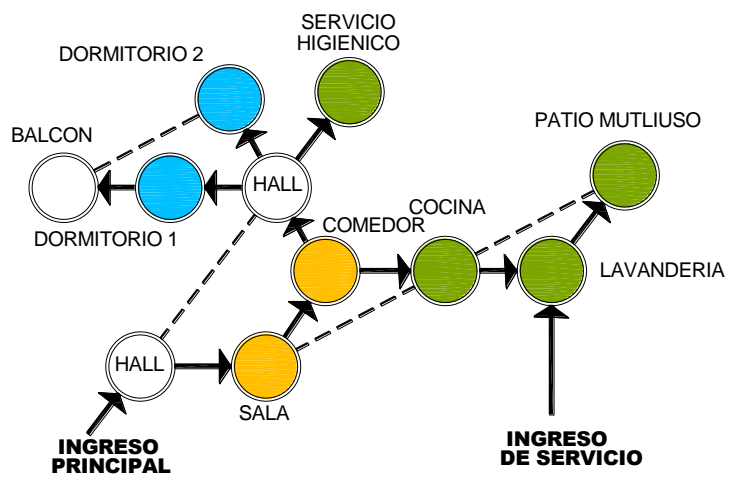 SERVICIO
HIGIENICO
DORMITORIO 2
PATIO MUTLIUSO
BALCON
HALL
COCINA
COMEDOR
DORMITORIO 1
LAVANDERIA
HALL
SALA
INGRESO
PRINCIPAL
INGRESO
DE SERVICIO